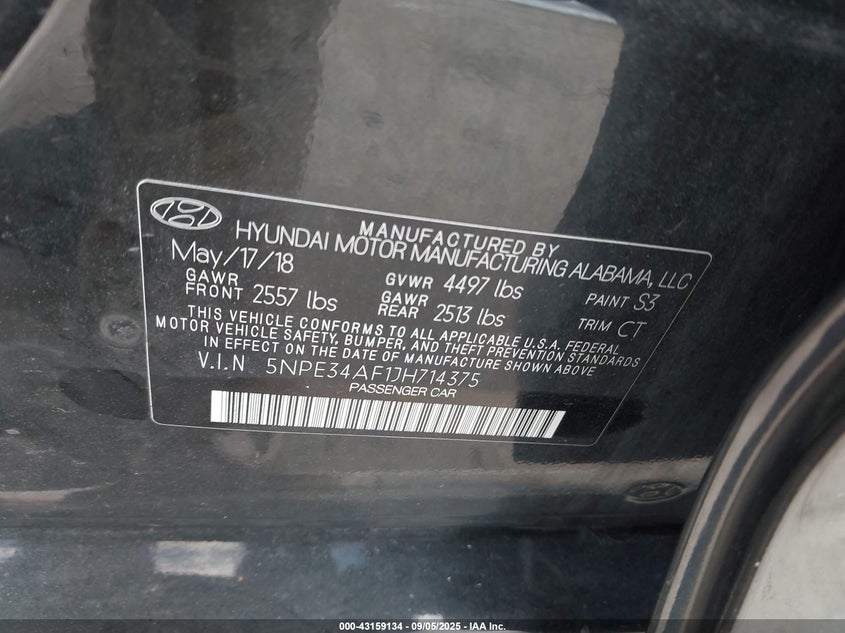 MANUFACTURED BY
HYUNDAI MOTOR MANUFACTURING ALABAMA, LLC
May/17/18 GVWR 4497 lbs PAINT S3
GAWR FRONT 2557 lbs GAWR REAR 2513 lbs TRIM CT
THIS VEHICLE CONFORMS TO ALL APPLICABLE U.S.A. FEDERAL
MOTOR VEHICLE SAFETY, BUMPER, AND THEFT PREVENTION STANDARDS
IN EFFECT ON THE DATE OF MANUFACTURE SHOWN ABOVE
V.I.N 5NPE34AF1JH714375
PASSENGER CAR
000-43159134 - 09/05/2025 - IAA Inc.